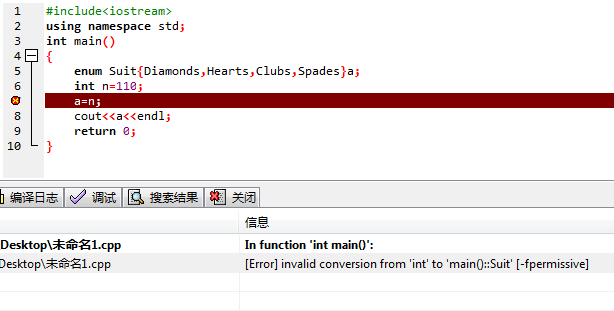 1 #include<iostream>
2 using namespace std;
3 int main()
4 {
5 enum Suit{Diamonds,Hearts,Clubs,Spades}a;
6 int n=110;
a=n;
8 cout<<a<<endl;
9 return 0;
10 }
编译日志 调试 搜索结果 关闭
信息
Desktop\未命名1.cpp In function 'int main()':
Desktop\未命名1.cpp [Error] invalid conversion from 'int' to 'main()::Suit' [-fpermissive]